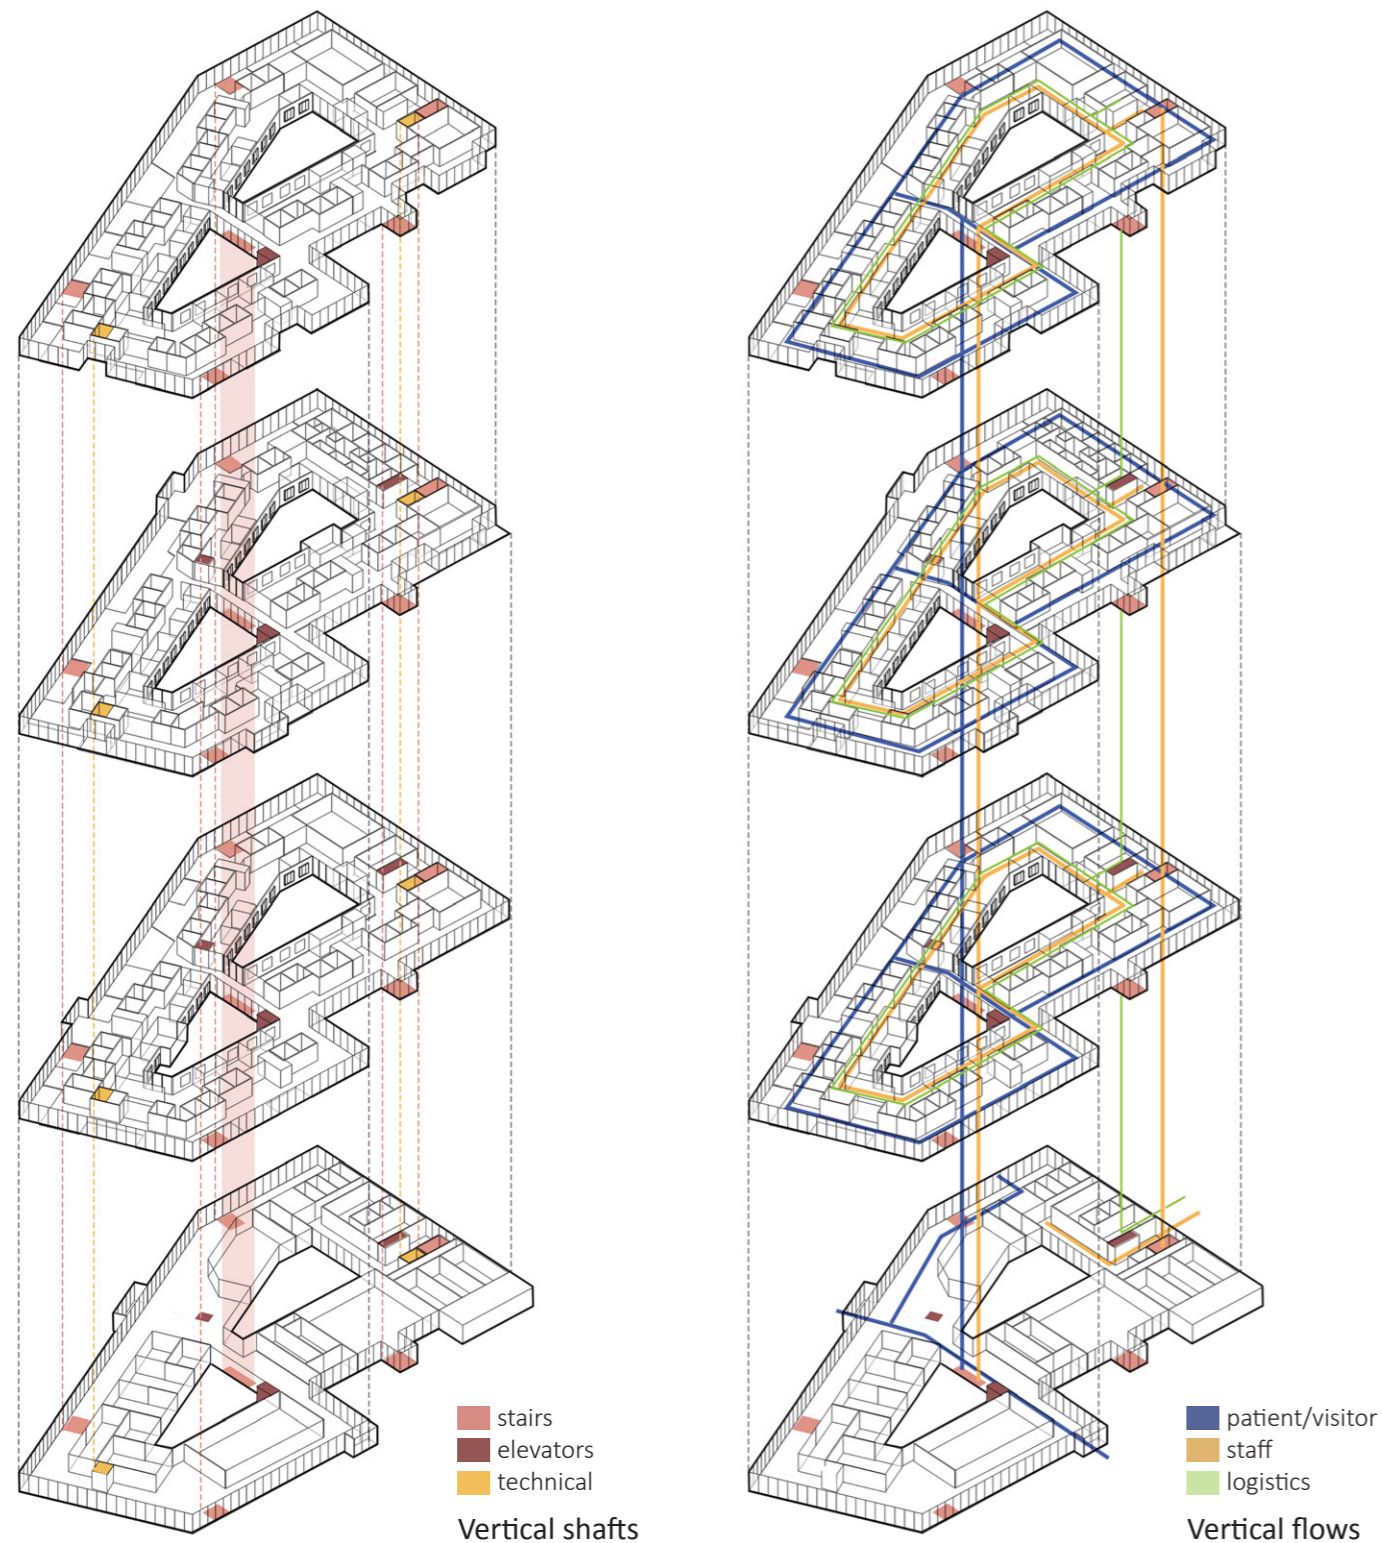 stairs
elevators
technical
Vertical shafts
patient/visitor
staff
logistics
Vertical flows